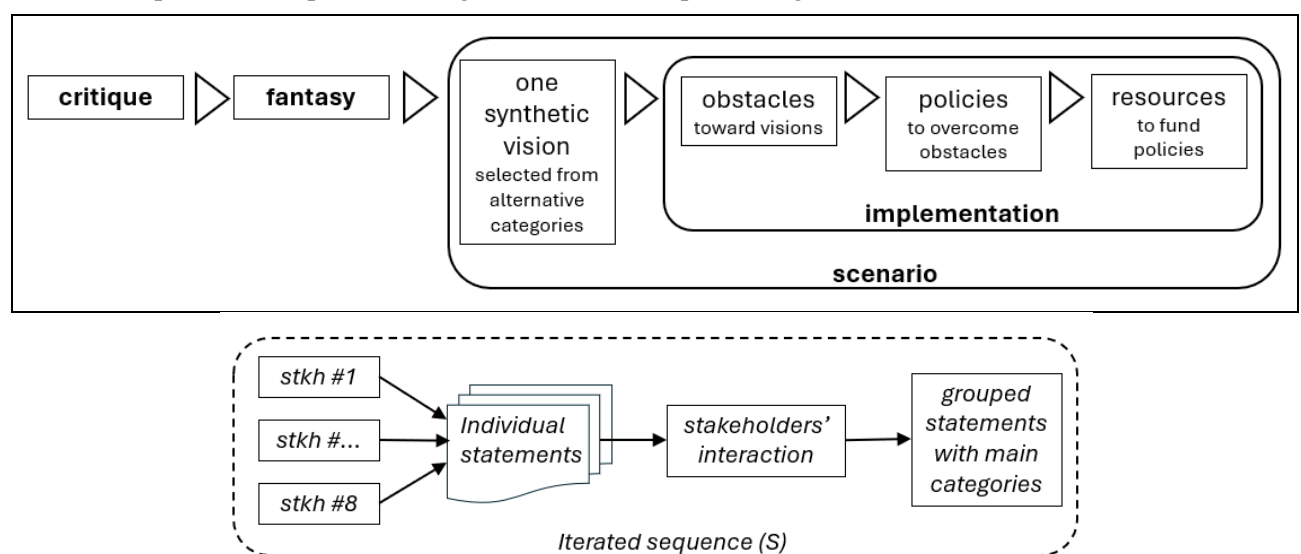 critique
fantasy
one
synthetic
vision
selected from
alternative
categories
obstacles
toward visions
policies
to overcome
obstacles
resources
to fund
policies
implementation
scenario
stkh #1
stkh #...
stkh #8
Individual
statements
stakeholders’
interaction
grouped
statements
with main
categories
Iterated sequence (S)